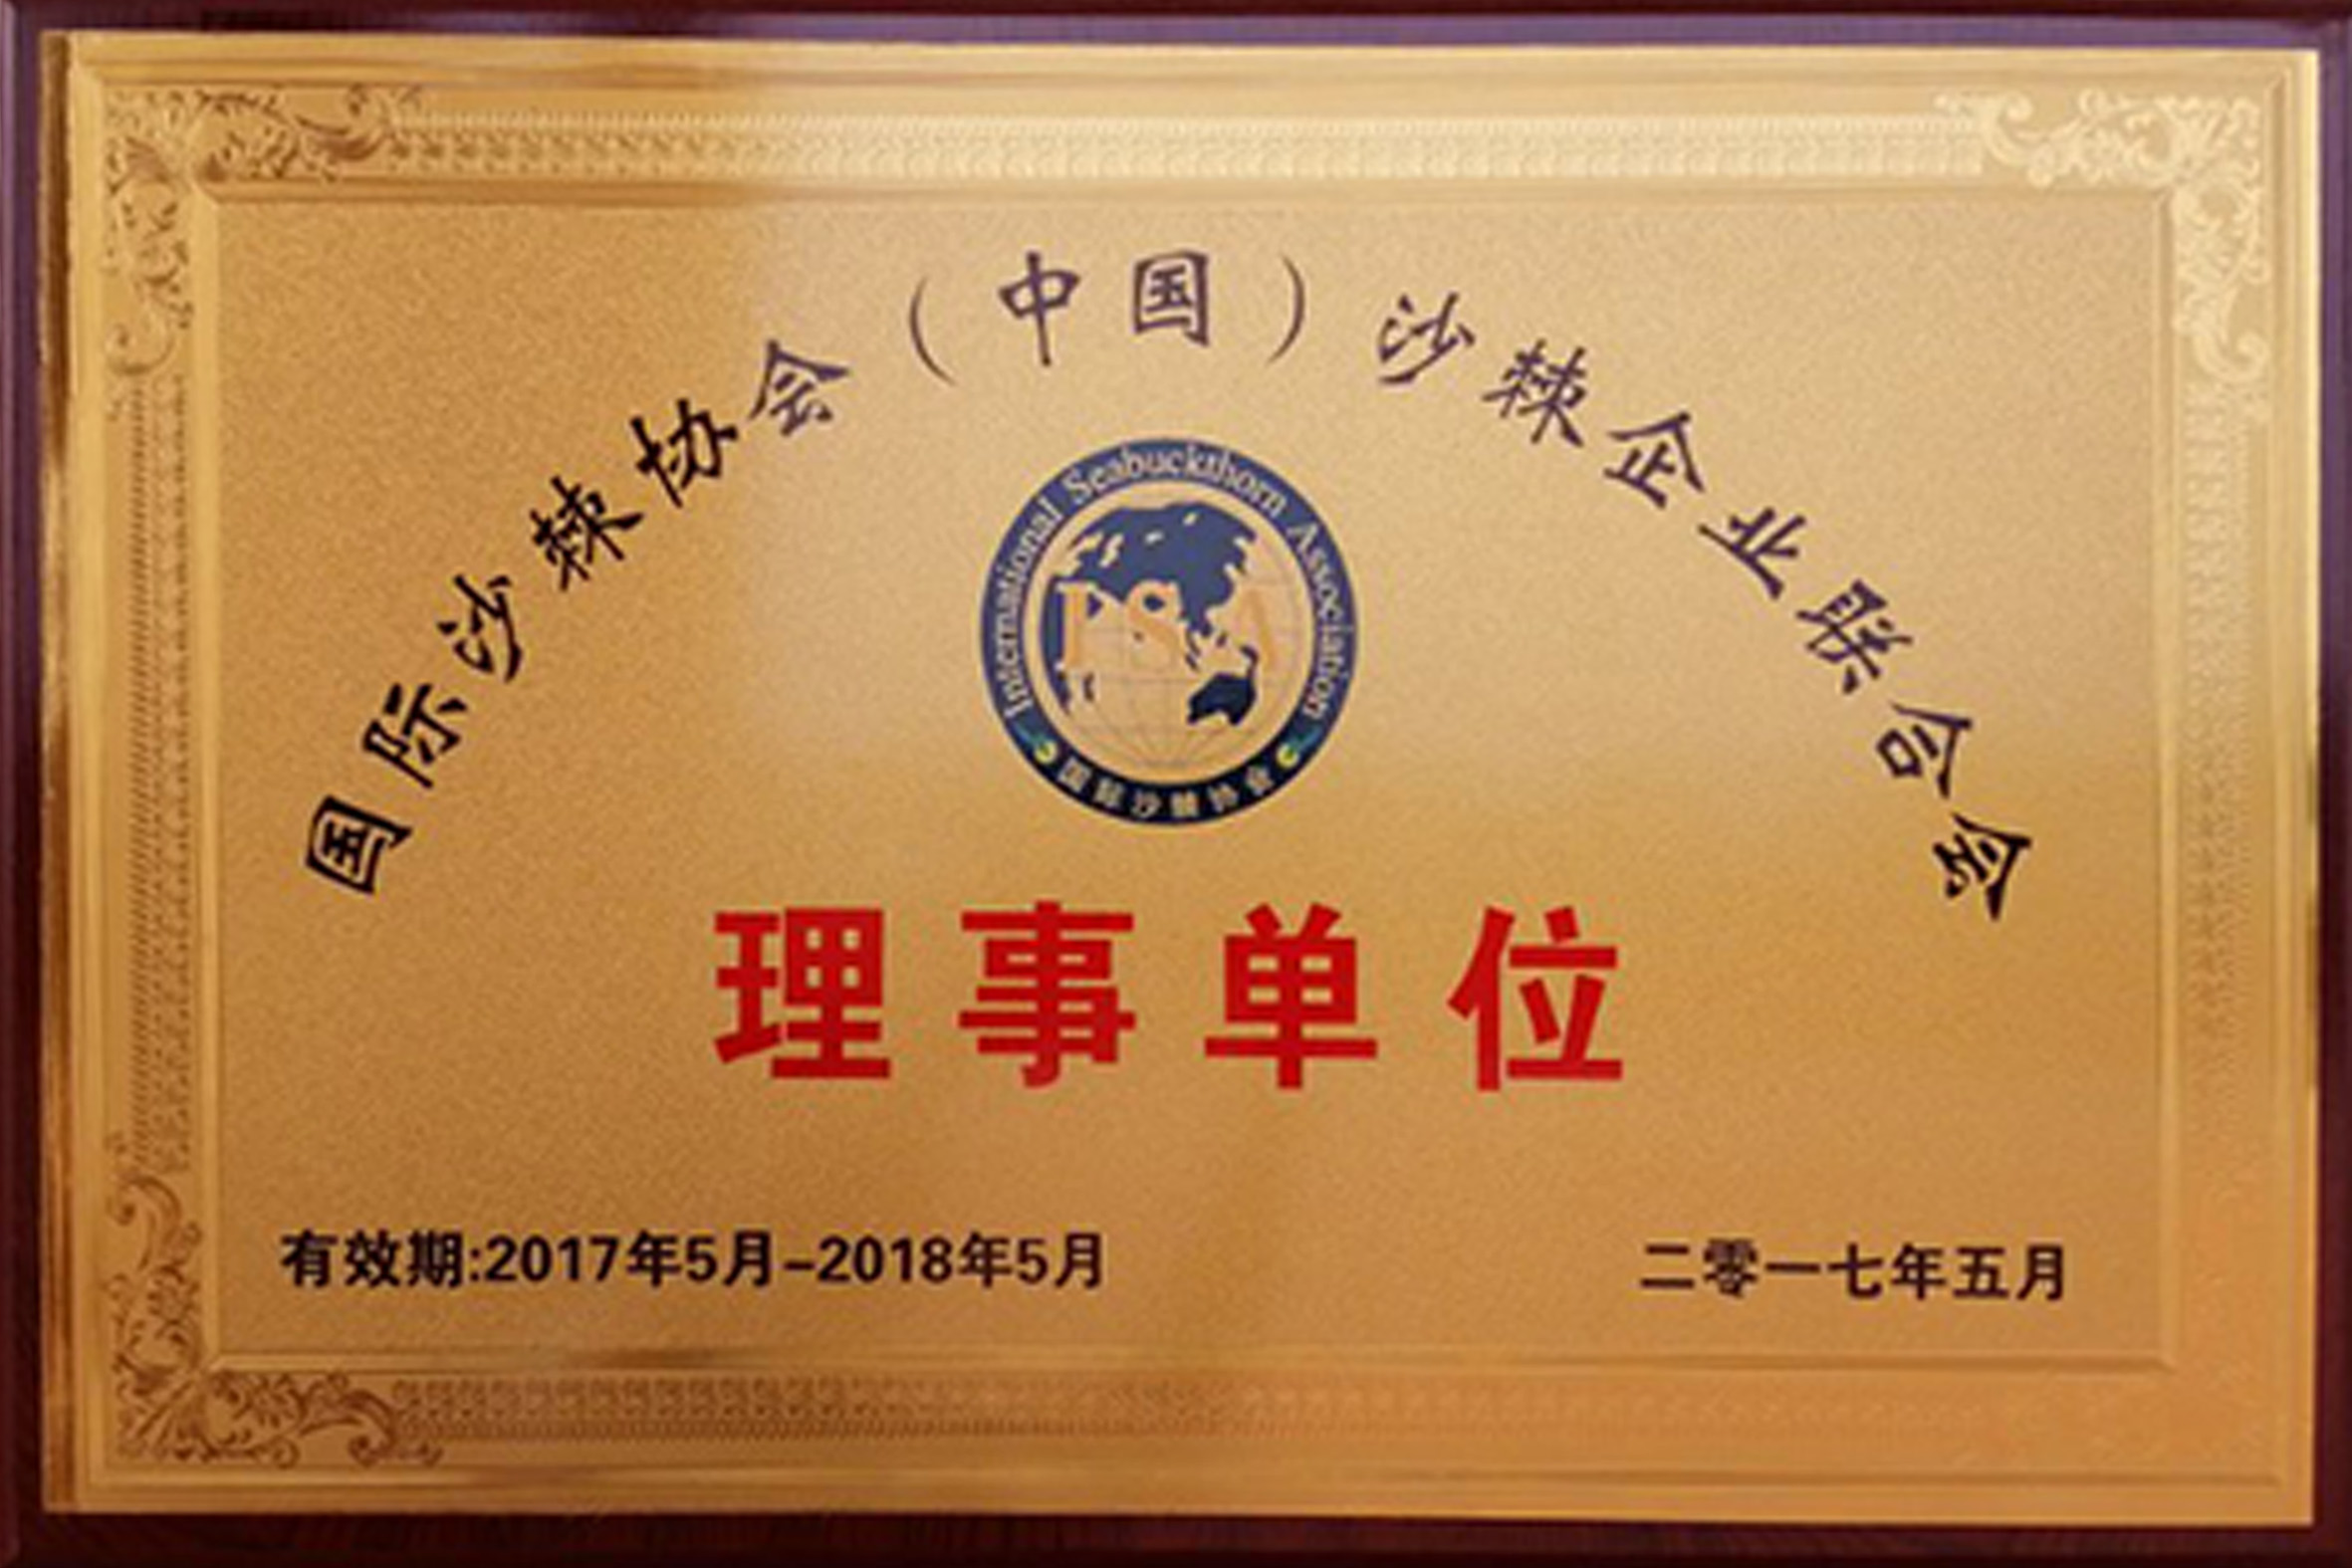 国际沙棘协会（中国）沙棘企业联合会
International Seabuckthorn Association
ISA
国际沙棘协会
理事单位
有效期:2017年5月-2018年5月
二零一七年五月